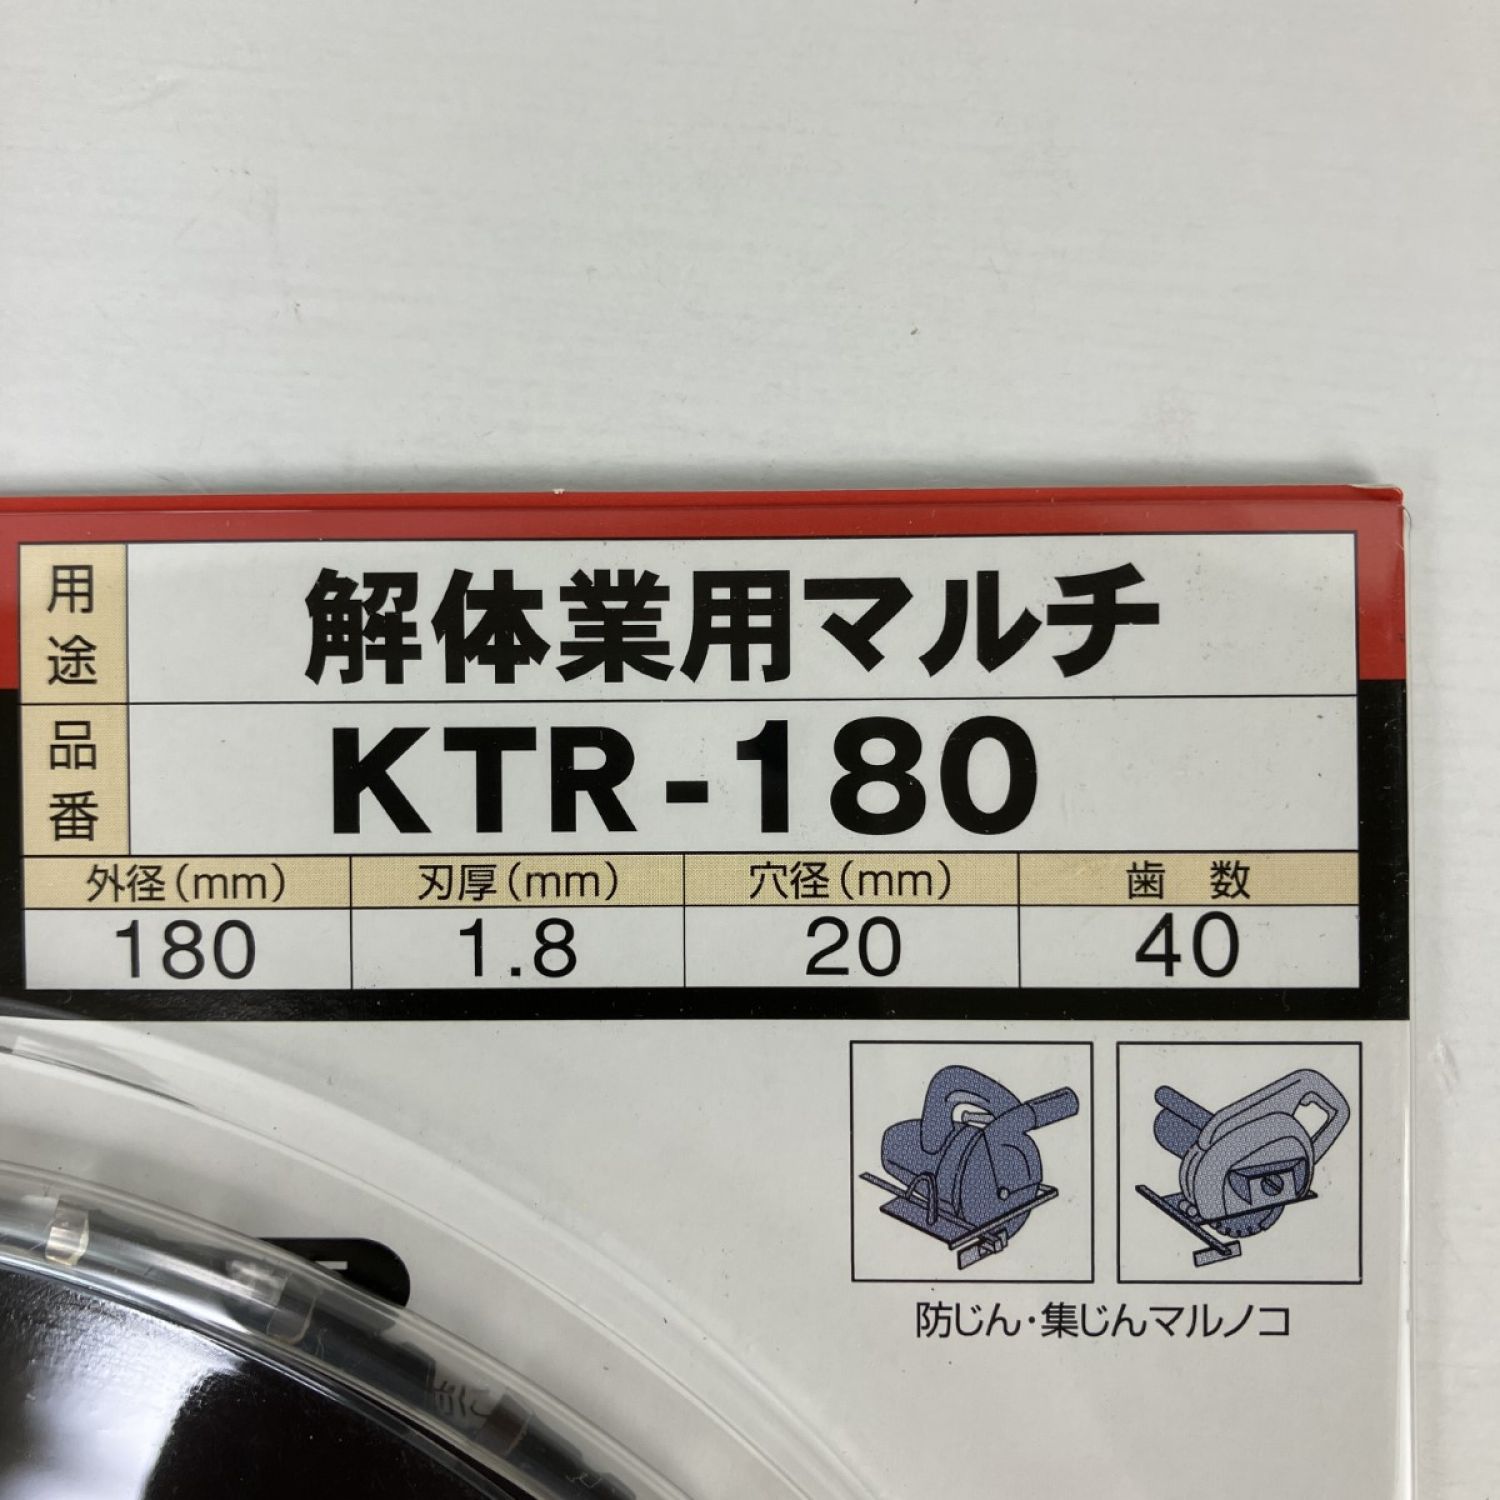 用途 解体業用マルチ
品番 KTR-180
外径(mm) 刃厚(mm) 穴径(mm) 歯 数
180 1.8 20 40
防じん・集じんマルノコ